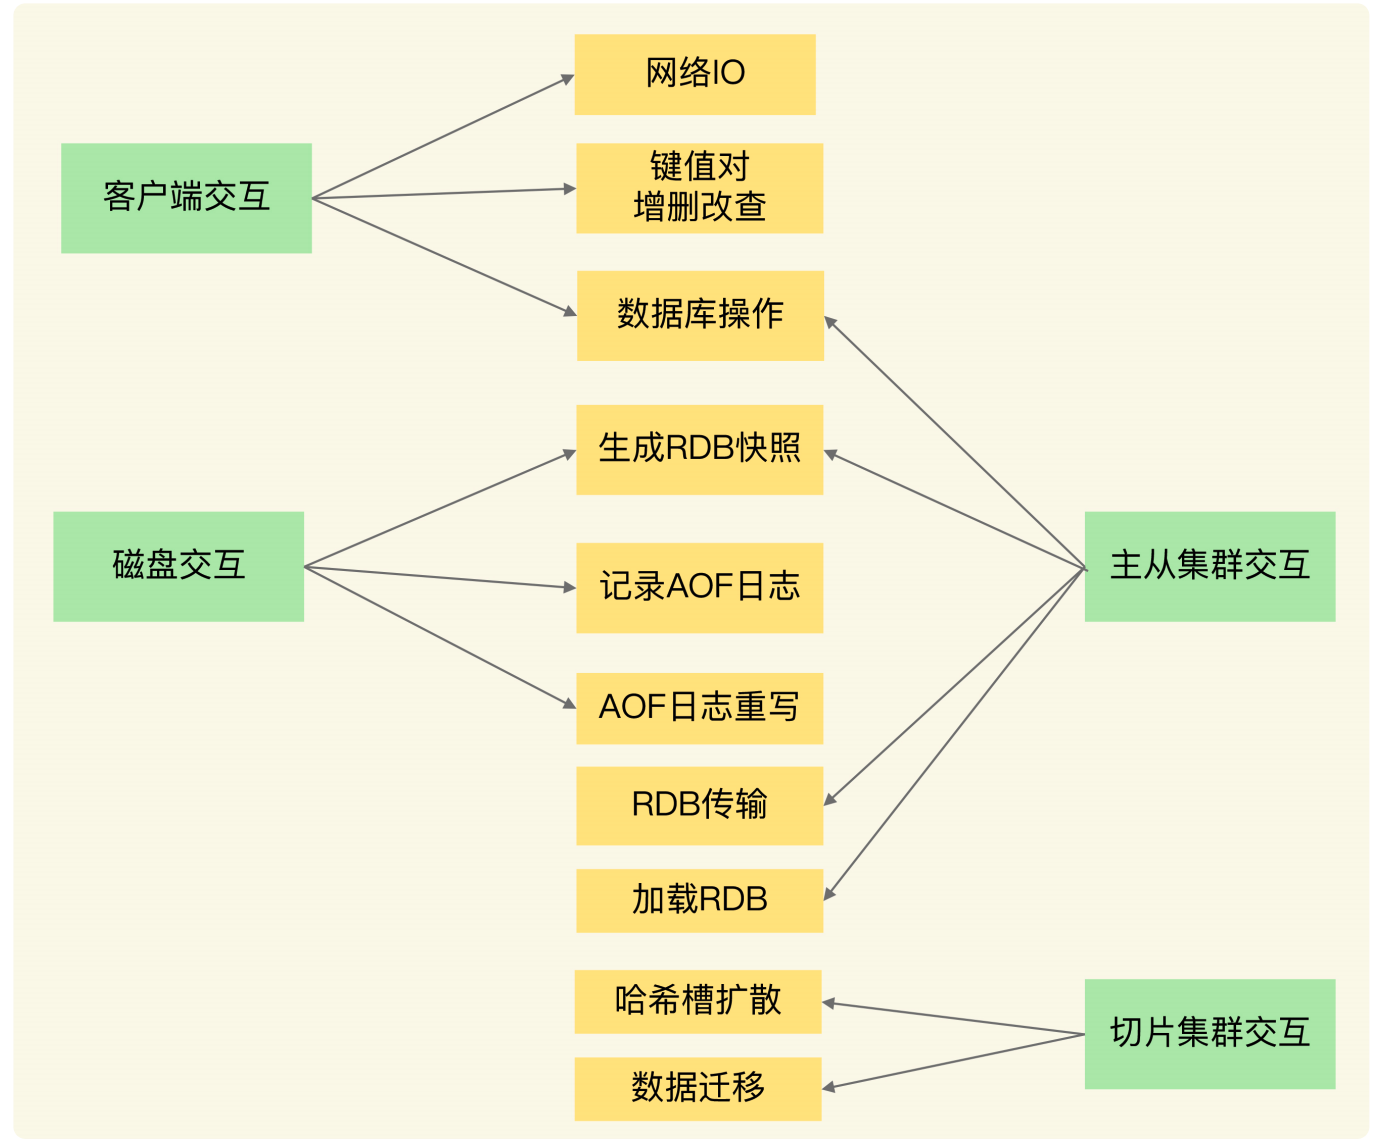 网络IO
客户端交互
键值对
增删改查
数据库操作
生成RDB快照
磁盘交互
记录AOF日志
主从集群交互
AOF日志重写
RDB传输
加载RDB
哈希槽扩散
切片集群交互
数据迁移